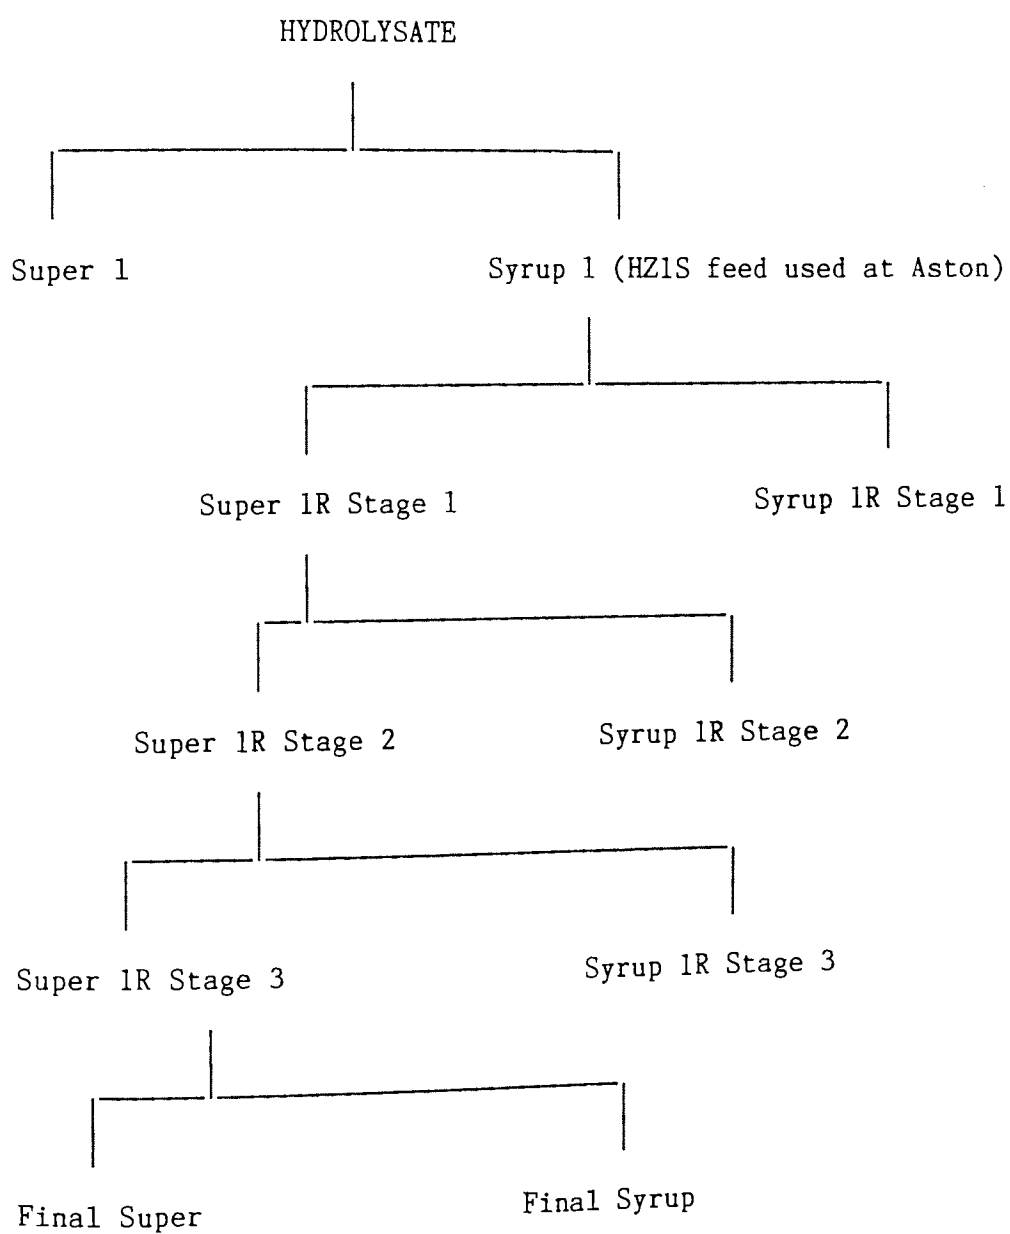 HYDROLYSATE
Super 1
Syrup 1 (HZ1S feed used at Aston)
Super 1R Stage 1
Syrup 1R Stage 1
Super 1R Stage 2
Syrup 1R Stage 2
Super 1R Stage 3
Syrup 1R Stage 3
Final Super
Final Syrup